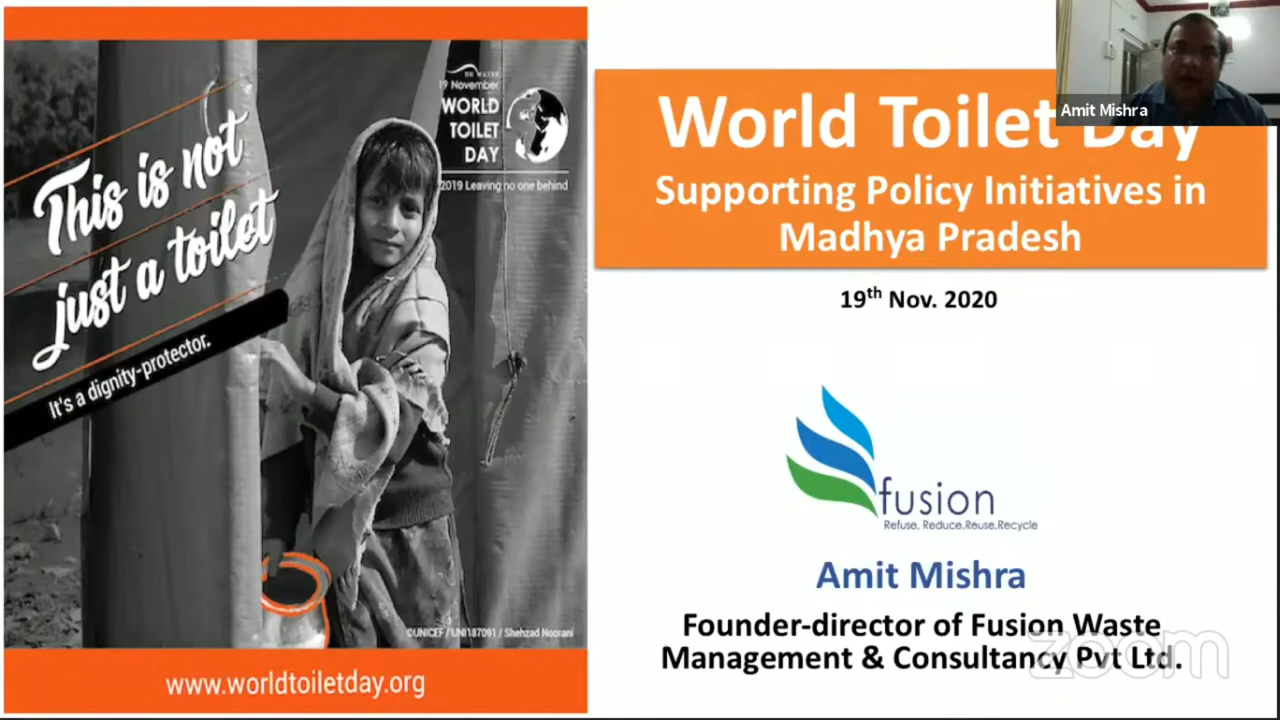 This is not
just a toilet
It's a dignity-protector.
UN WATER
19 November
WORLD
TOILET
DAY
2019 Leaving no one behind
©UNICEF / UNI187091 / Shehzad Noorani
www.worldtoiletday.org
Amit Mishra
World Toilet Day
Supporting Policy Initiatives in
Madhya Pradesh
19th Nov. 2020
fusion
Refuse, Reduce,Reuse,Recycle
Amit Mishra
Founder-director of Fusion Waste
Management & Consultancy Pvt Ltd.
zoom